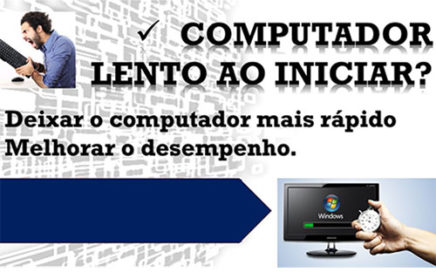 ✓ COMPUTADOR
LENTO AO INICIAR?
Deixar o computador mais rápido
Melhorar o desempenho.
Windows